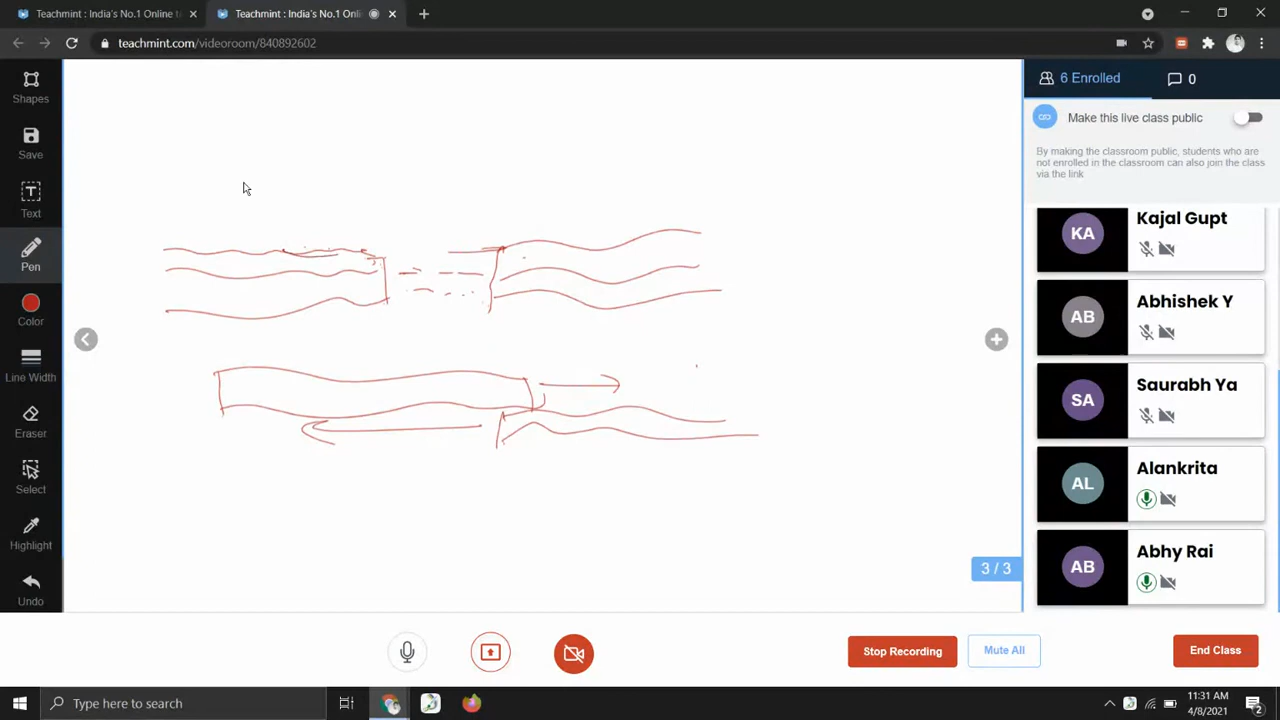 Teachmint : India's No.1 Online t
Teachmint : India's No.1 Onli
teachmint.com/videoroom/840892602
Shapes
Save
Text
Pen
Color
Line Width
Eraser
Select
Highlight
Undo
3 / 3
6 Enrolled
0
Make this live class public
By making the classroom public, students who are
not enrolled in the classroom can also join the class
via the link
KA
Kajal Gupt
AB
Abhishek Y
SA
Saurabh Ya
AL
Alankrita
AB
Abhy Rai
Stop Recording
Mute All
End Class
Type here to search
11:31 AM
4/8/2021
2